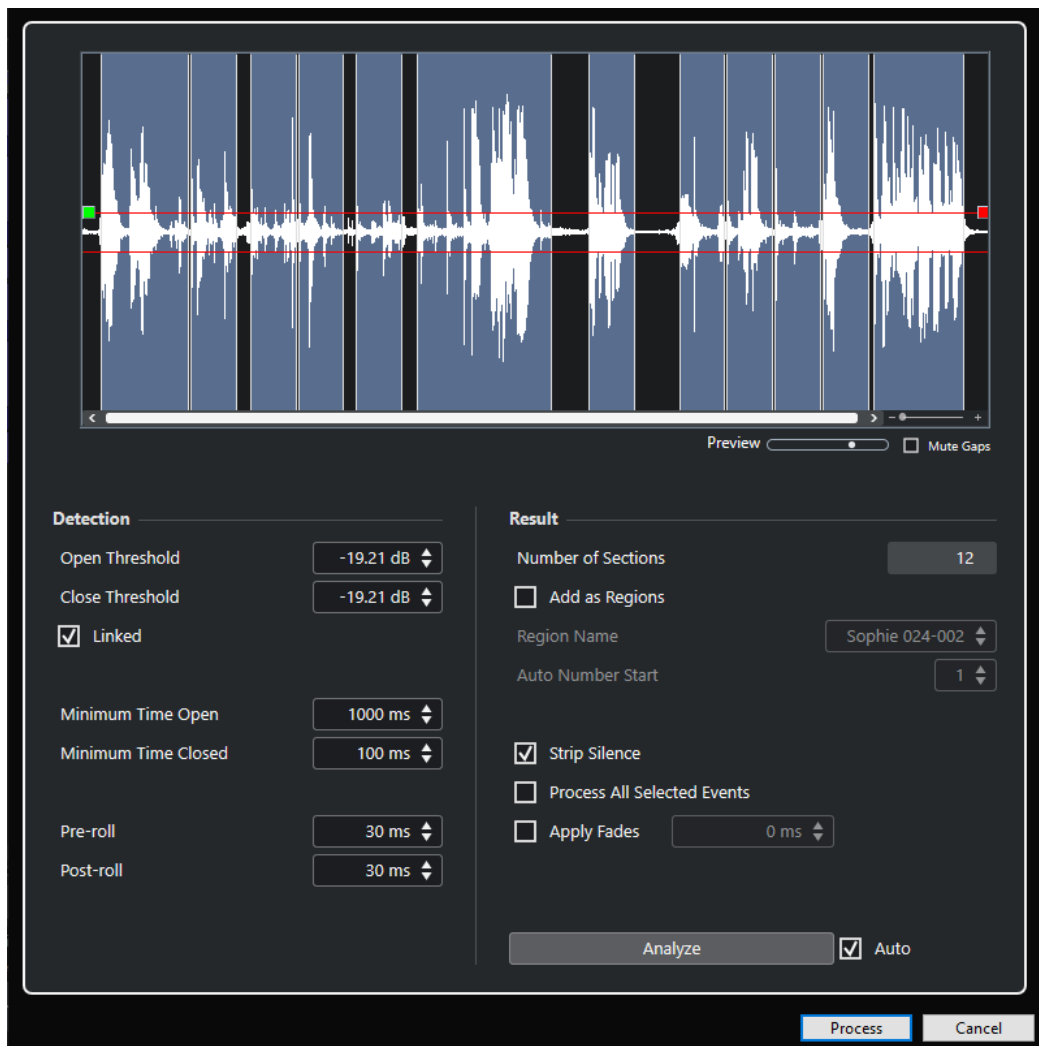 Preview
Mute Gaps
Detection
Open Threshold -19.21 dB
Close Threshold -19.21 dB
Linked
Minimum Time Open 1000 ms
Minimum Time Closed 100 ms
Pre-roll 30 ms
Post-roll 30 ms
Result
Number of Sections 12
Add as Regions
Region Name Sophie 024-002
Auto Number Start 1
Strip Silence
Process All Selected Events
Apply Fades 0 ms
Analyze
Auto
Process
Cancel